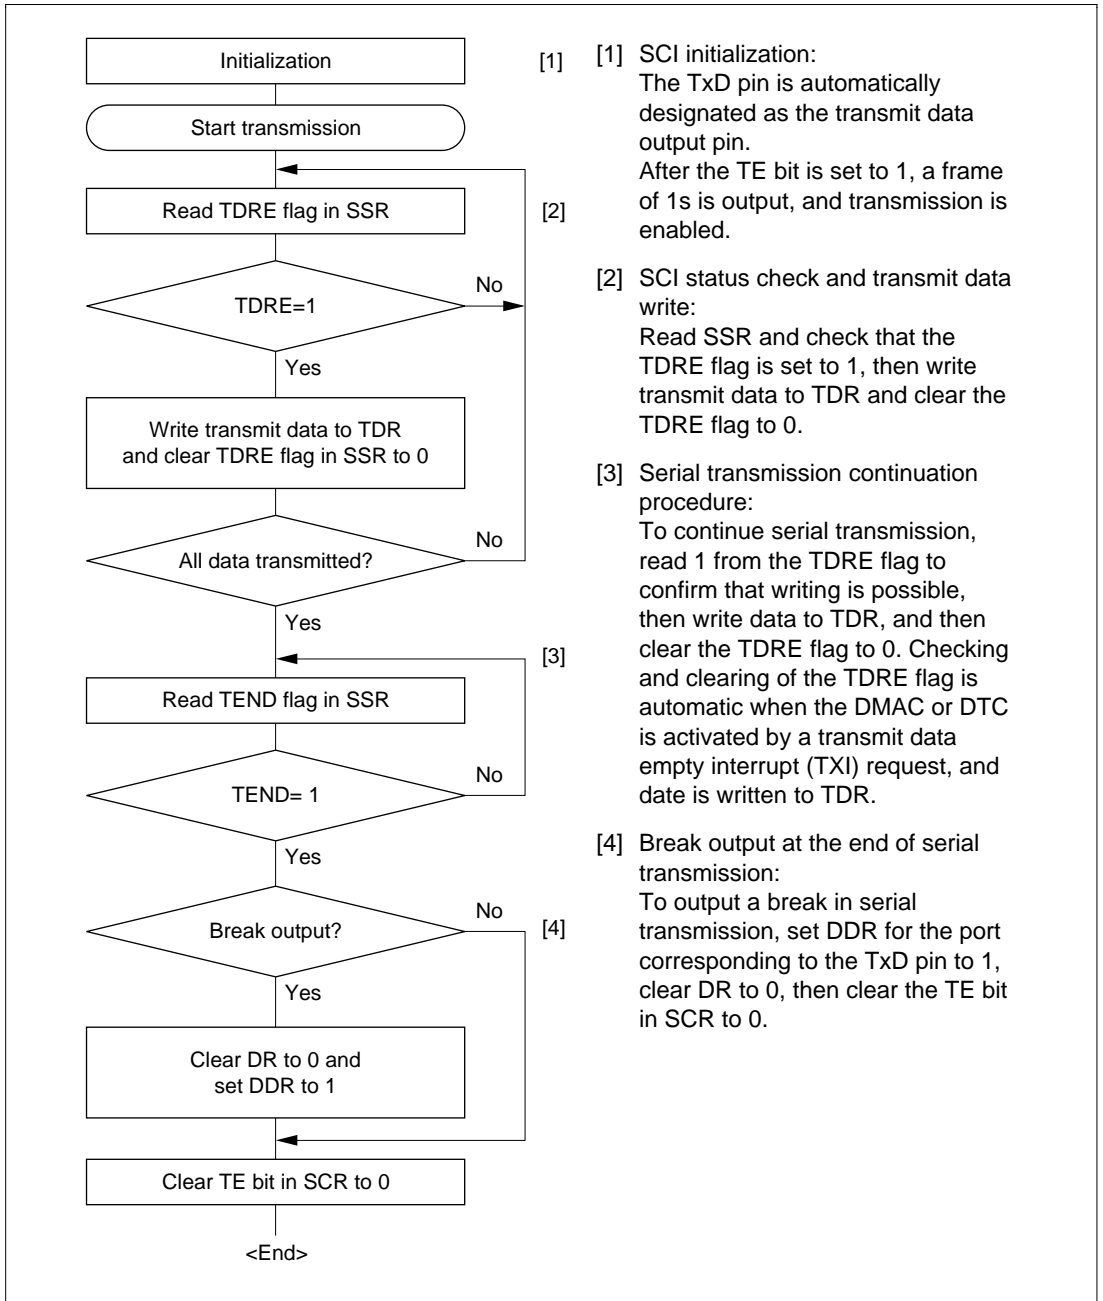 Initialization
[1]
Start transmission
Read TDRE flag in SSR
[2]
TDRE=1
No
Yes
Write transmit data to TDR
and clear TDRE flag in SSR to 0
All data transmitted?
No
Yes
[3]
Read TEND flag in SSR
TEND= 1
No
Yes
Break output?
No
[4]
Yes
Clear DR to 0 and
set DDR to 1
Clear TE bit in SCR to 0
<End>
[1] SCI initialization:
The TxD pin is automatically
designated as the transmit data
output pin.
After the TE bit is set to 1, a frame
of 1s is output, and transmission is
enabled.
[2] SCI status check and transmit data
write:
Read SSR and check that the
TDRE flag is set to 1, then write
transmit data to TDR and clear the
TDRE flag to 0.
[3] Serial transmission continuation
procedure:
To continue serial transmission,
read 1 from the TDRE flag to
confirm that writing is possible,
then write data to TDR, and then
clear the TDRE flag to 0. Checking
and clearing of the TDRE flag is
automatic when the DMAC or DTC
is activated by a transmit data
empty interrupt (TXI) request, and
date is written to TDR.
[4] Break output at the end of serial
transmission:
To output a break in serial
transmission, set DDR for the port
corresponding to the TxD pin to 1,
clear DR to 0, then clear the TE bit
in SCR to 0.